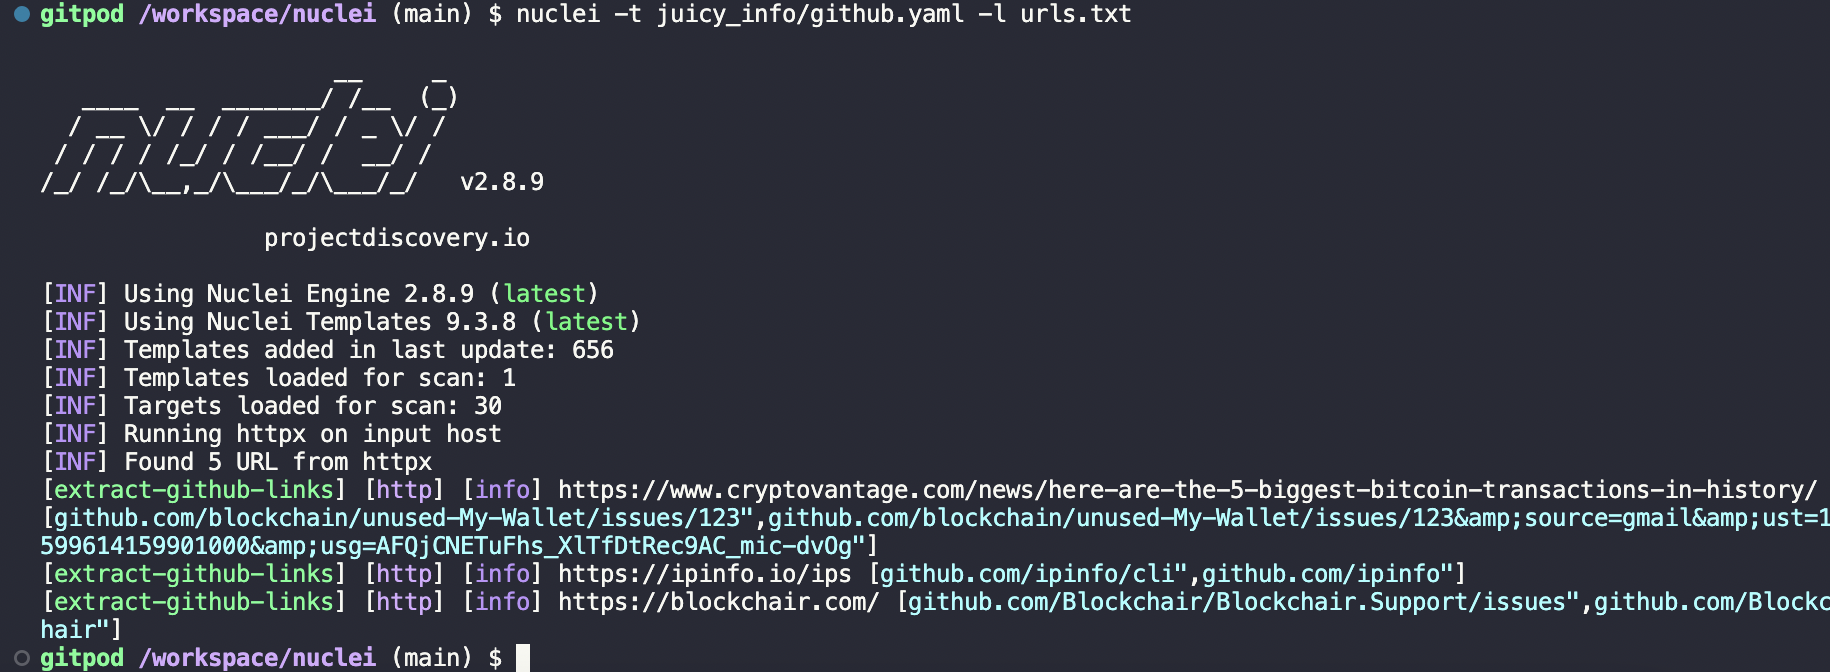 gitpod /workspace/nuclei (main) $ nuclei -t juicy_info/github.yaml -l urls.txt
                     __     _
   ____  __  _______/ /__  (_)
  / __ \/ / / / ___/ / _ \/ /
 / / / / /_/ / /__/ /  __/ /
/_/ /_/\__,_/\___/_/\___/_/   v2.8.9
projectdiscovery.io
[INF] Using Nuclei Engine 2.8.9 (latest)
[INF] Using Nuclei Templates 9.3.8 (latest)
[INF] Templates added in last update: 656
[INF] Templates loaded for scan: 1
[INF] Targets loaded for scan: 30
[INF] Running httpx on input host
[INF] Found 5 URL from httpx
[extract-github-links] [http] [info] https://www.cryptovantage.com/news/here-are-the-5-biggest-bitcoin-transactions-in-history/
[github.com/blockchain/unused-My-Wallet/issues/123",github.com/blockchain/unused-My-Wallet/issues/123&amp;source=gmail&amp;ust=1
599614159901000&amp;usg=AFQjCNETuFhs_XlTfDtRec9AC_mic-dvOg"]
[extract-github-links] [http] [info] https://ipinfo.io/ips [github.com/ipinfo/cli",github.com/ipinfo"]
[extract-github-links] [http] [info] https://blockchair.com/ [github.com/Blockchair/Blockchair.Support/issues",github.com/Blockc
hair"]
gitpod /workspace/nuclei (main) $